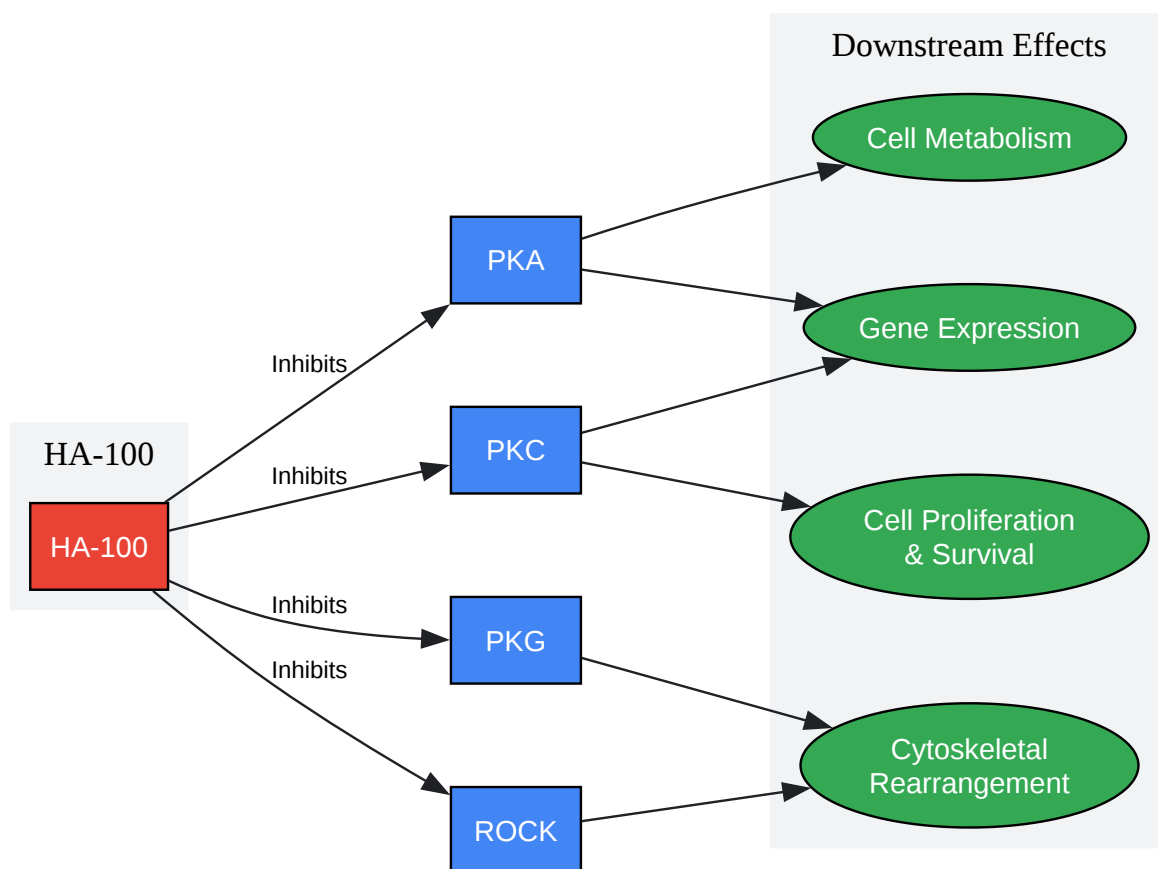 Downstream Effects
Cell Metabolism
PKA
Gene Expression
Inhibits
PKC
HA-100
Inhibits
Cell Proliferation
& Survival
HA-100
Inhibits
PKG
Inhibits
Cytoskeletal
Rearrangement
ROCK